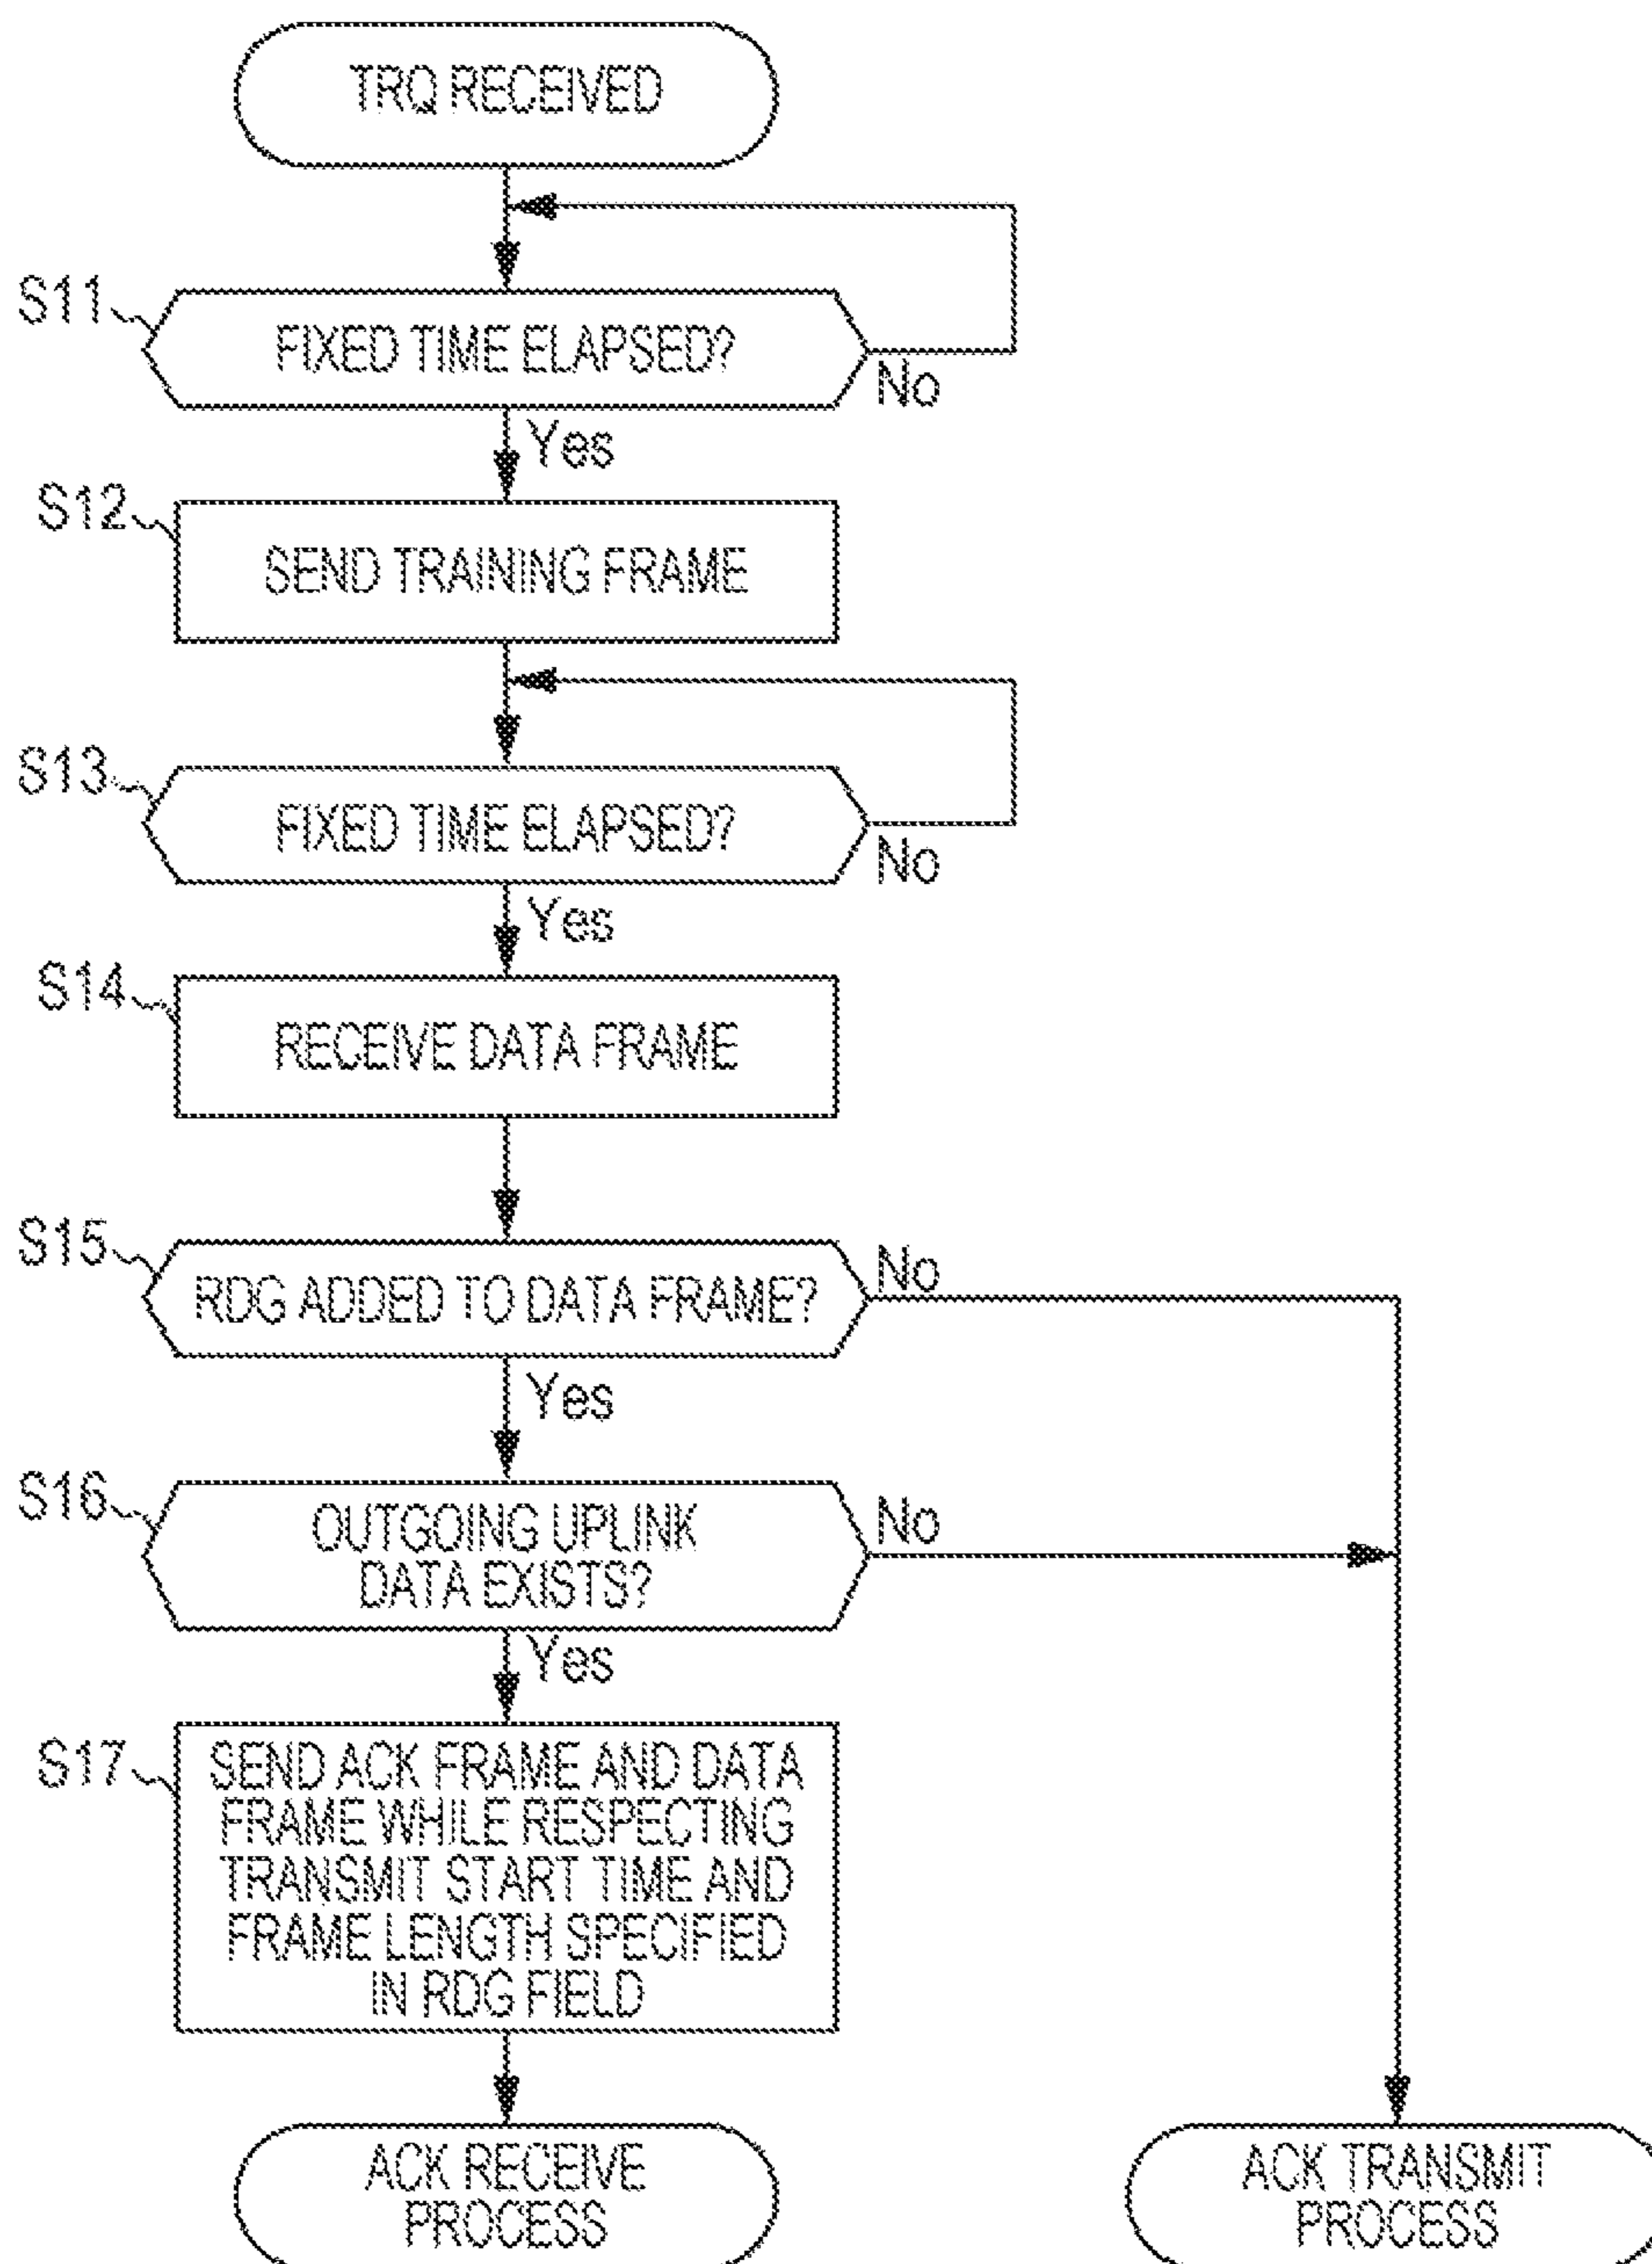 TRQ RECEIVED
S11
FIXED TIME ELAPSED?
No
Yes
S12
SEND TRAINING FRAME
S13
FIXED TIME ELAPSED?
No
Yes
S14
RECEIVE DATA FRAME
S15
RDG ADDED TO DATA FRAME?
No
Yes
S16
OUTGOING UPLINK
DATA EXISTS?
No
Yes
S17
SEND ACK FRAME AND DATA
FRAME WHILE RESPECTING
TRANSMIT START TIME AND
FRAME LENGTH SPECIFIED
IN RDG FIELD
ACK RECEIVE
PROCESS
ACK TRANSMIT
PROCESS